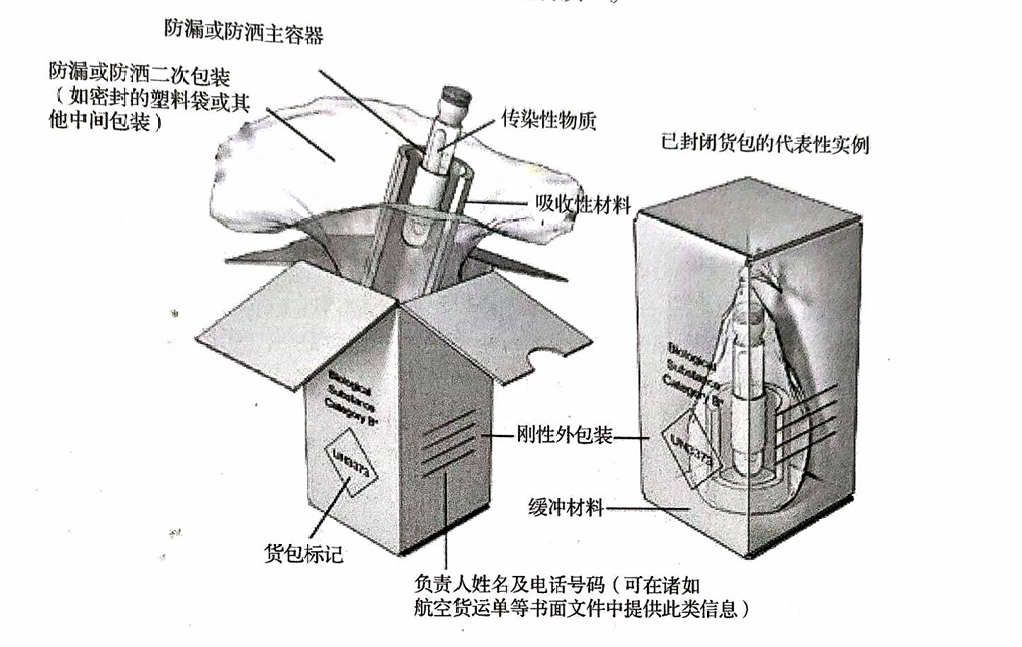 防漏或防洒主容器
防漏或防洒二次包装
（如密封的塑料袋或其
他中间包装）
传染性物质
已封闭货包的代表性实例
吸收性材料
Biological
Substance
Category B"
UN3373
Biological
Substance
Category B"
UN3373
刚性外包装
缓冲材料
货包标记
负责人姓名及电话号码（可在诸如
航空货运单等书面文件中提供此类信息）